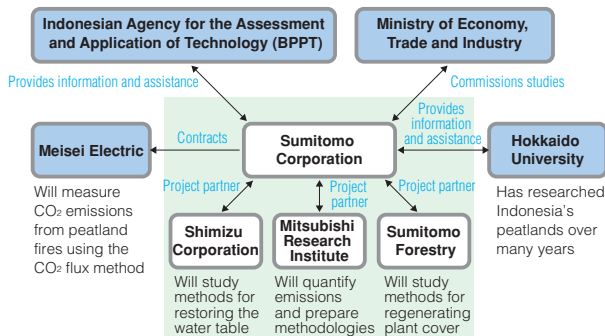 Indonesian Agency for the Assessment
and Application of Technology (BPPT)
Ministry of Economy,
Trade and Industry
Provides information and assistance
Commissions studies
Meisei Electric
Contracts
Sumitomo
Corporation
Provides
information
and assistance
Hokkaido
University
Will measure
CO₂ emissions
from peatland
fires using the
CO₂ flux method
Project partner
Project
partner
Project partner
Has researched
Indonesia's
peatlands over
many years
Shimizu
Corporation
Mitsubishi
Research
Institute
Sumitomo
Forestry
Will study
methods for
restoring the
water table
Will quantify
emissions
and prepare
methodologies
Will study
methods for
regenerating
plant cover